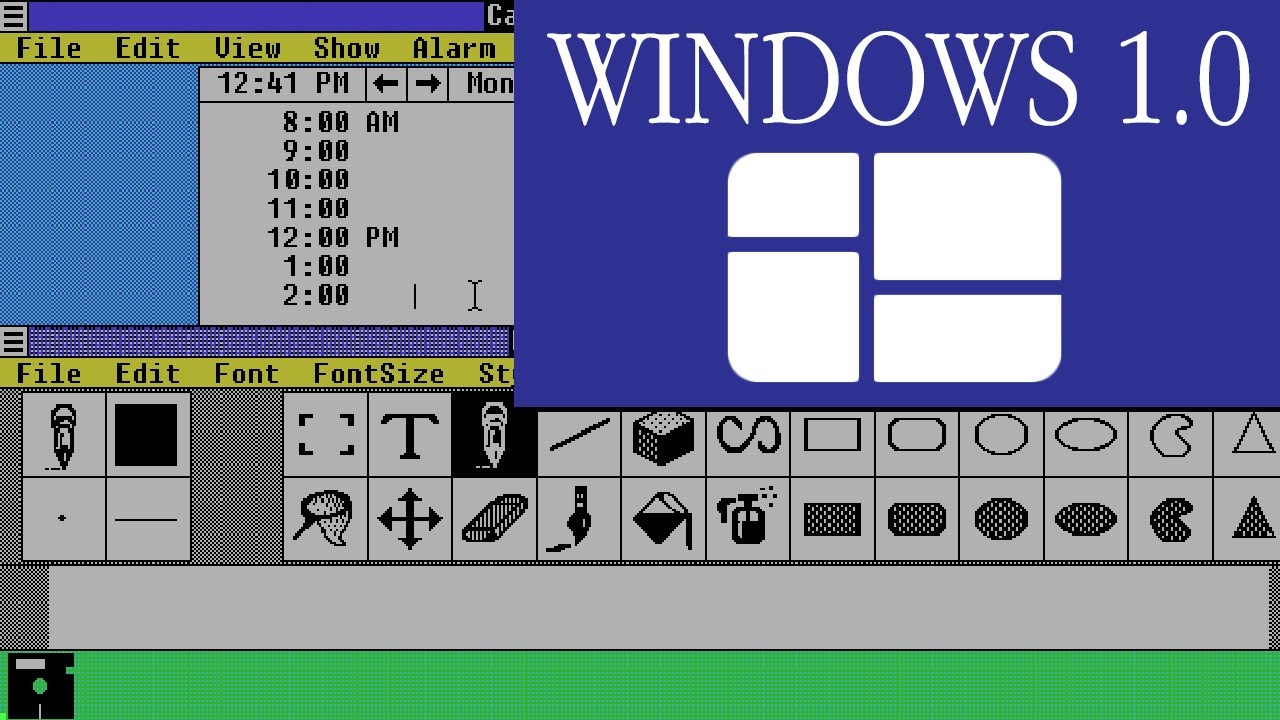 Ca
WINDOWS 1.0
File Edit View Show Alarm
12:41 PM Mon
8:00 AM
9:00
10:00
11:00
12:00 PM
1:00
2:00
File Edit Font FontSize
T